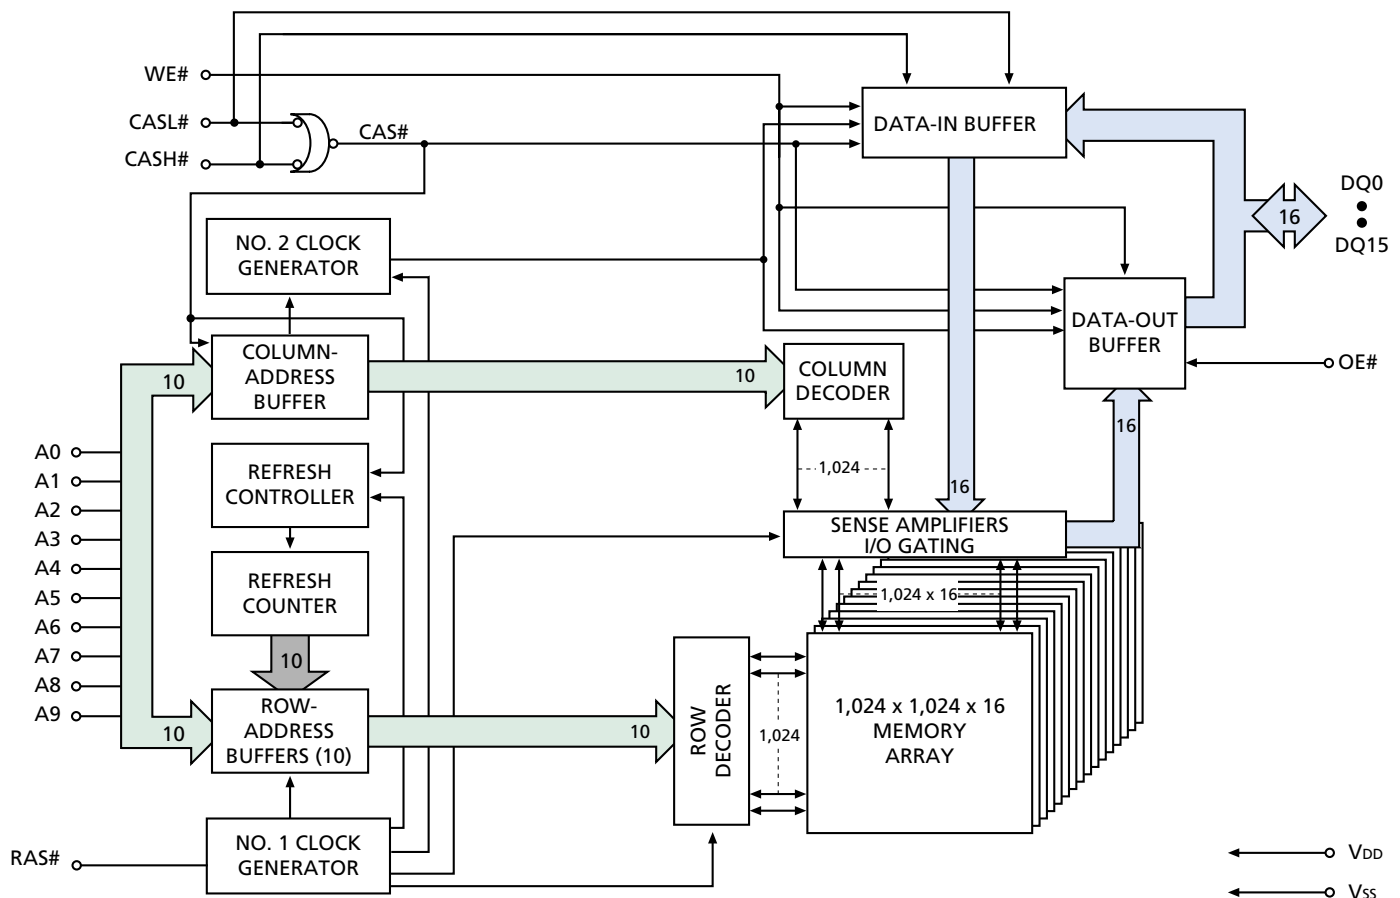 WE#
CASL#
CASH#
CAS#
DATA-IN BUFFER
DQ0
16
DQ15
NO. 2 CLOCK
GENERATOR
DATA-OUT
BUFFER
OE#
COLUMN-
ADDRESS
BUFFER
10
10
COLUMN
DECODER
16
1,024
16
A0
A1
A2
A3
A4
A5
A6
A7
A8
A9
REFRESH
CONTROLLER
SENSE AMPLIFIERS
I/O GATING
REFRESH
COUNTER
1,024 x 16
10
ROW-
ADDRESS
BUFFERS (10)
10
10
ROW
DECODER
1,024
1,024 x 1,024 x 16
MEMORY
ARRAY
NO. 1 CLOCK
GENERATOR
RAS#
VDD
VSS